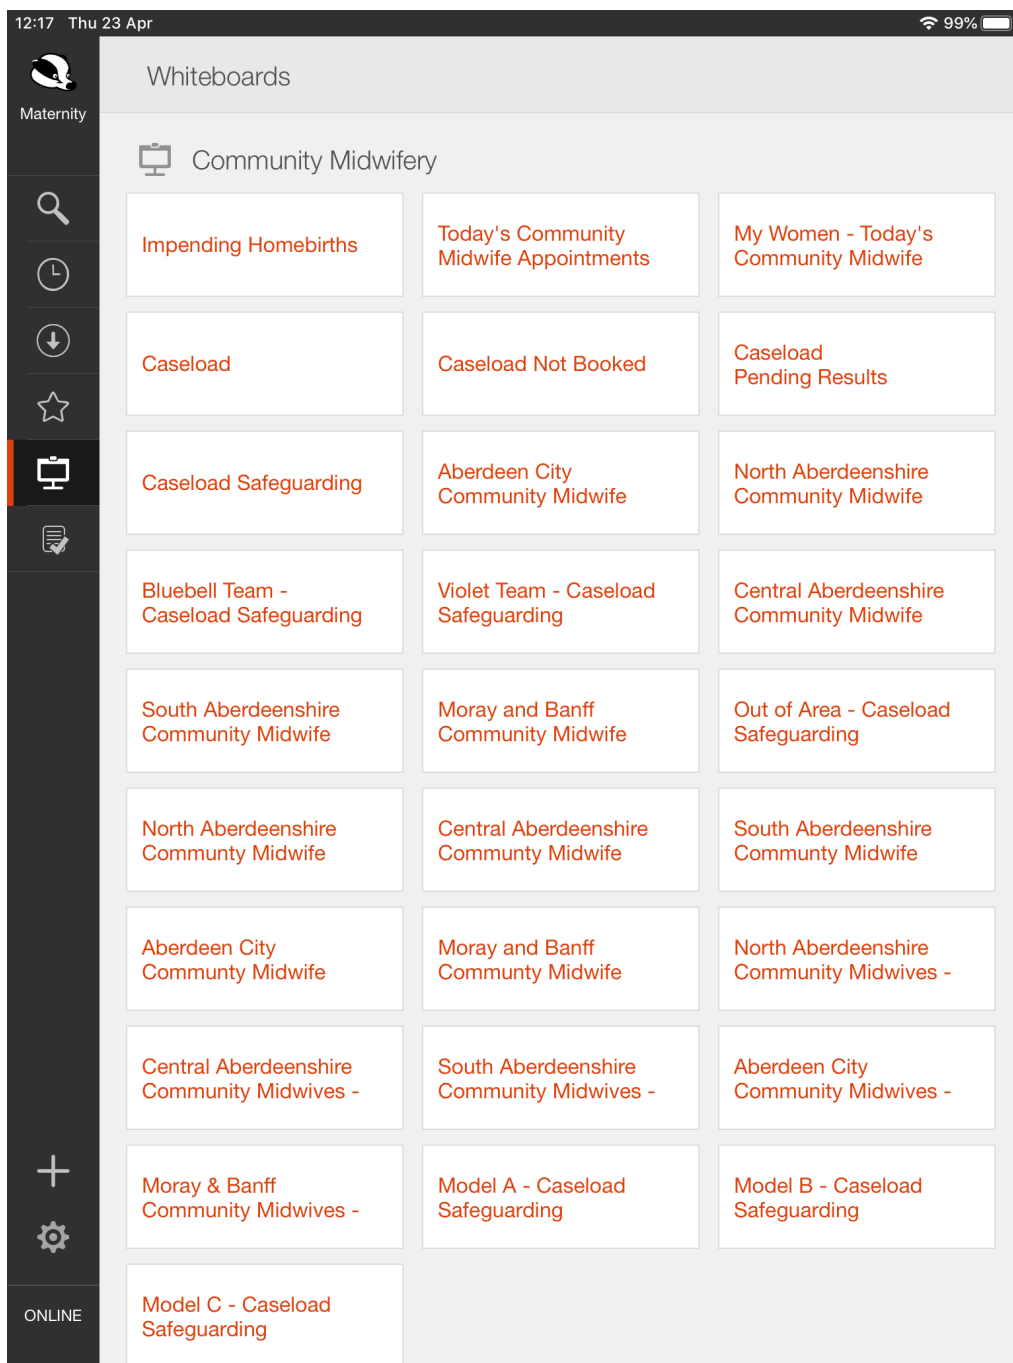 12:17 Thu 23 Apr
99%
Maternity
Whiteboards
Community Midwifery
Impending Homebirths
Today's Community
Midwife Appointments
My Women - Today's
Community Midwife
Caseload
Caseload Not Booked
Caseload
Pending Results
Caseload Safeguarding
Aberdeen City
Community Midwife
North Aberdeenshire
Community Midwife
Bluebell Team -
Caseload Safeguarding
Violet Team - Caseload
Safeguarding
Central Aberdeenshire
Community Midwife
South Aberdeenshire
Community Midwife
Moray and Banff
Community Midwife
Out of Area - Caseload
Safeguarding
North Aberdeenshire
Communty Midwife
Central Aberdeenshire
Communty Midwife
South Aberdeenshire
Communty Midwife
Aberdeen City
Communty Midwife
Moray and Banff
Communty Midwife
North Aberdeenshire
Community Midwives -
Central Aberdeenshire
Community Midwives -
South Aberdeenshire
Community Midwives -
Aberdeen City
Community Midwives -
Moray & Banff
Community Midwives -
Model A - Caseload
Safeguarding
Model B - Caseload
Safeguarding
Model C - Caseload
Safeguarding
ONLINE